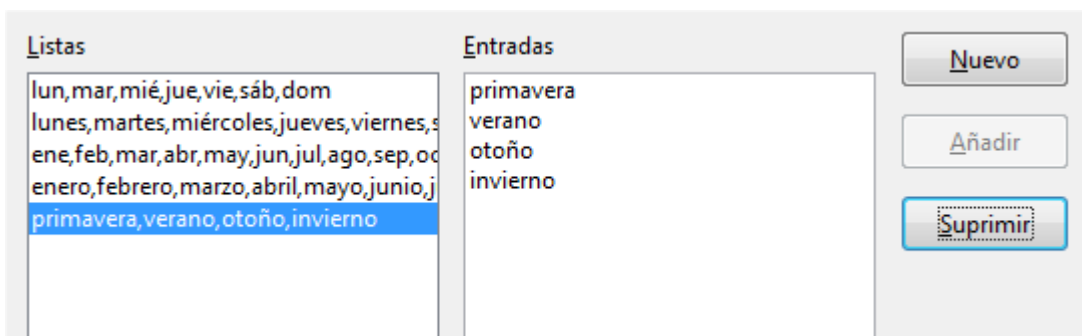 Listas
lun,mar,mié,jue,vie,sáb,dom
lunes,martes,miércoles,jueves,viernes,s
ene,feb,mar,abr,may,jun,jul,ago,sep,oc
enero,febrero,marzo,abril,mayo,junio,j
primavera,verano,otoño,invierno
Entradas
primavera
verano
otoño
invierno
Nuevo
Añadir
Suprimir